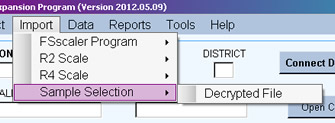 xpansion Program (Version 2012.05.09)
Import Data Reports Tools Help
FSscaler Program
DISTRICT
R2 Scale
Connect D
R4 Scale
Sample Selection
Decrypted File
Open C